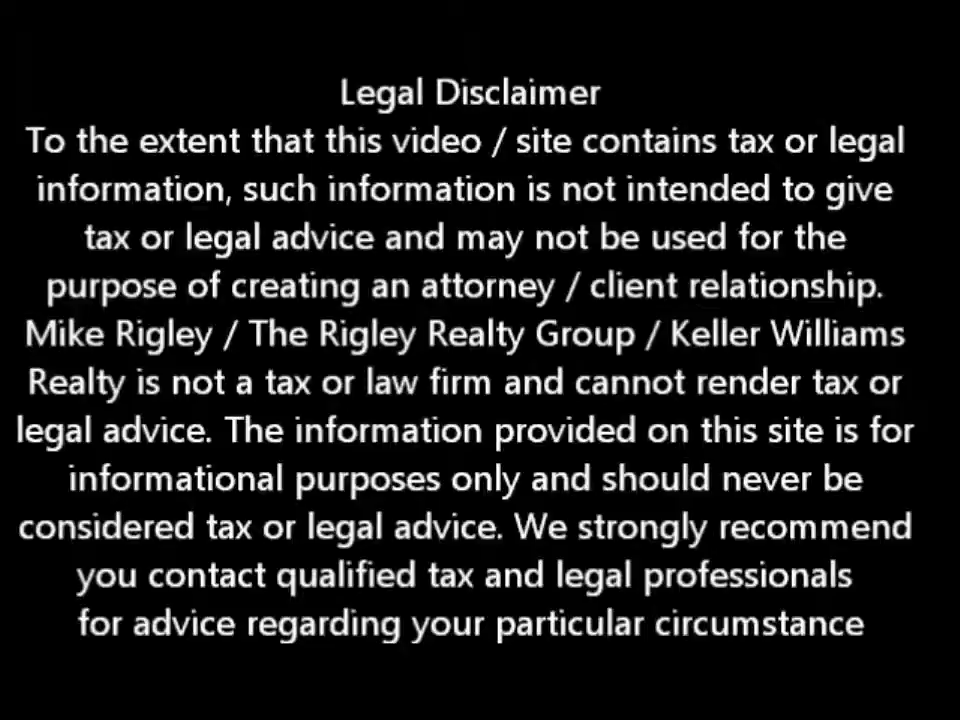 Legal Disclaimer
To the extent that this video / site contains tax or legal
information, such information is not intended to give
tax or legal advice and may not be used for the
purpose of creating an attorney / client relationship.
Mike Rigley / The Rigley Realty Group / Keller Williams
Realty is not a tax or law firm and cannot render tax or
legal advice. The information provided on this site is for
informational purposes only and should never be
considered tax or legal advice. We strongly recommend
you contact qualified tax and legal professionals
for advice regarding your particular circumstance